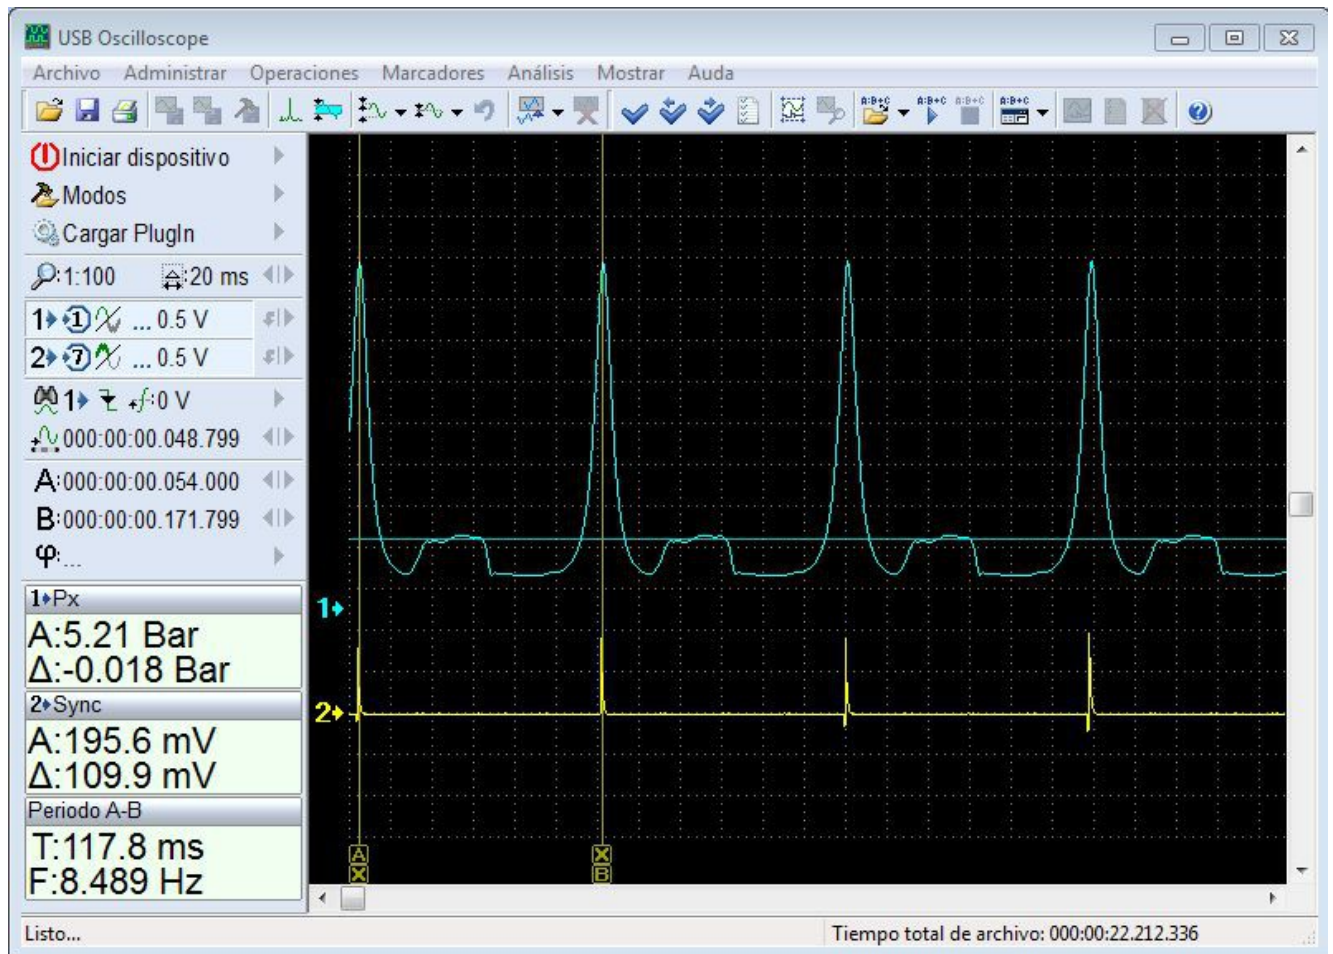 USB Oscilloscope
Archivo Administrar Operaciones Marcadores Análisis Mostrar Auda
A:B+C A:B+C A:B+C A:B+C
Iniciar dispositivo
Modos
Cargar PlugIn
:1:100 :20 ms
1 1 ... 0.5 V
2 7 ... 0.5 V
1 f:0 V
:000:00:00.048.799
A:000:00:00.054.000
B:000:00:00.171.799
φ:...
1 Px
A:5.21 Bar
Δ:-0.018 Bar
2 Sync
A:195.6 mV
Δ:109.9 mV
Periodo A-B
T:117.8 ms
F:8.489 Hz
1
2
A X
X B
Listo...
Tiempo total de archivo: 000:00:22.212.336